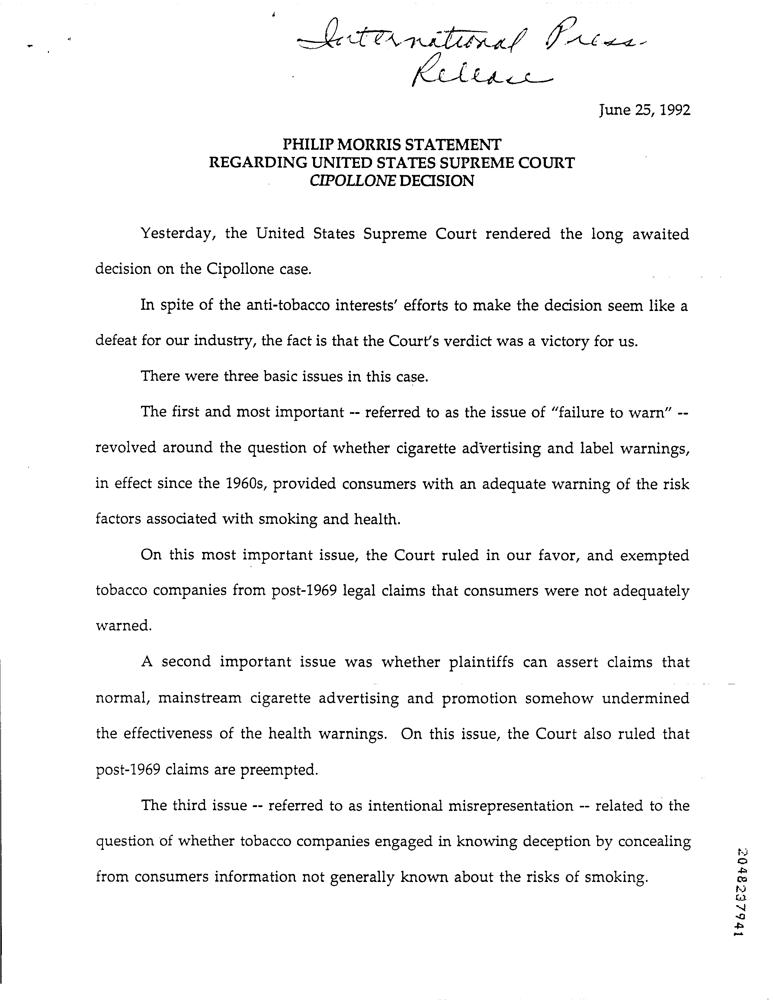 International Press
Release
June 25, 1992
PHILIP MORRIS STATEMENT
REGARDING UNITED STATES SUPREME COURT
CIPOLLONE DECISION
Yesterday, the United States Supreme Court rendered the long awaited
decision on the Cipollone case.
In spite of the anti-tobacco interests' efforts to make the decision seem like a
defeat for our industry, the fact is that the Court's verdict was a victory for us.
There were three basic issues in this case.
The first and most important -- referred to as the issue of "failure to warn" --
revolved around the question of whether cigarette advertising and label warnings,
in effect since the 1960s, provided consumers with an adequate warning of the risk
factors associated with smoking and health.
On this most important issue, the Court ruled in our favor, and exempted
tobacco companies from post-1969 legal claims that consumers were not adequately
warned.
A second important issue was whether plaintiffs can assert claims that
normal, mainstream cigarette advertising and promotion somehow undermined
the effectiveness of the health warnings. On this issue, the Court also ruled that
post-1969 claims are preempted.
The third issue -- referred to as intentional misrepresentation -- related to the
question of whether tobacco companies engaged in knowing deception by concealing
from consumers information not generally known about the risks of smoking.
2048237941